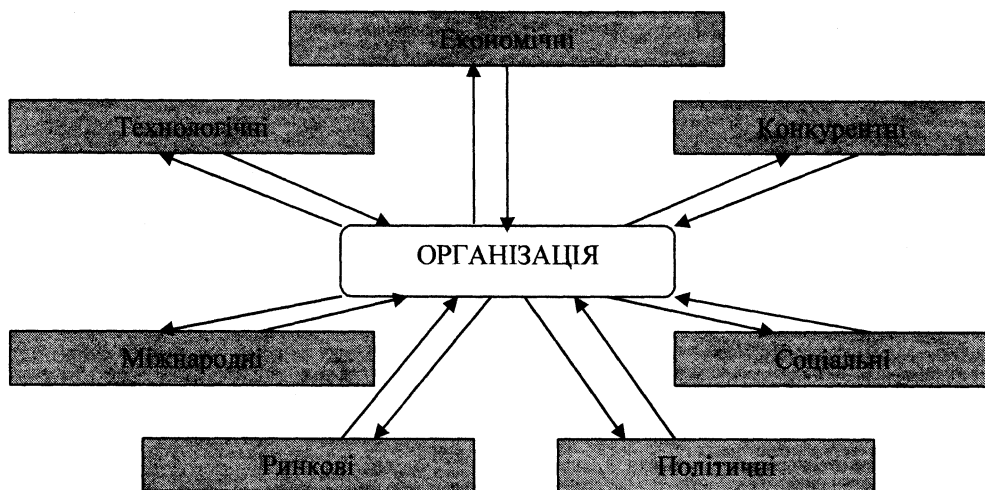 Економічні
Технологічні
Конкурентні
ОРГАНІЗАЦІЯ
Міжнародні
Соціальні
Ринкові
Політичні